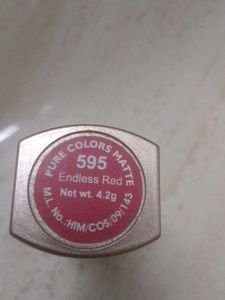 PURE COLORS MATTE
595
Endless Red
Net wt. 4.2g
M.L. No.:HIM/COS/09/143